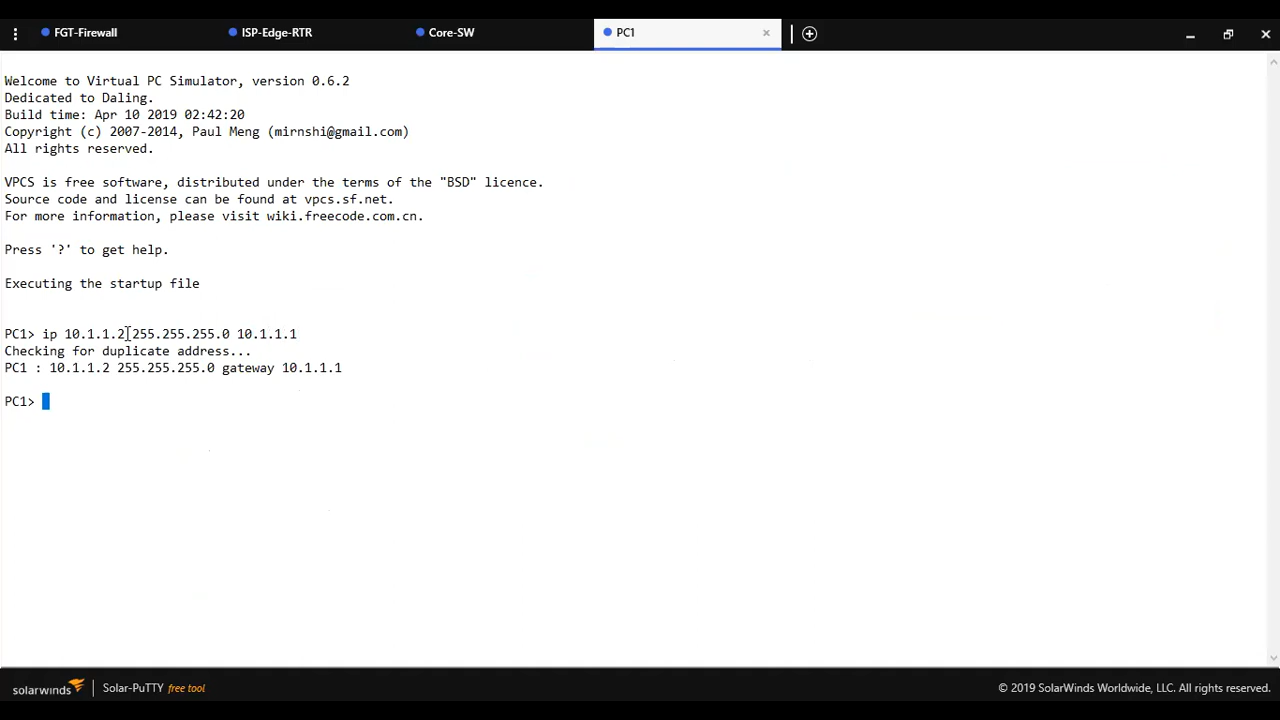 FGT-Firewall ISP-Edge-RTR Core-SW PC1
Welcome to Virtual PC Simulator, version 0.6.2
Dedicated to Daling.
Build time: Apr 10 2019 02:42:20
Copyright (c) 2007-2014, Paul Meng (mirnshi@gmail.com)
All rights reserved.
VPCS is free software, distributed under the terms of the "BSD" licence.
Source code and license can be found at vpcs.sf.net.
For more information, please visit wiki.freecode.com.cn.
Press '?' to get help.
Executing the startup file
PC1> ip 10.1.1.2 255.255.255.0 10.1.1.1
Checking for duplicate address...
PC1 : 10.1.1.2 255.255.255.0 gateway 10.1.1.1
PC1>
solarwinds Solar-PuTTY free tool © 2019 SolarWinds Worldwide, LLC. All rights reserved.